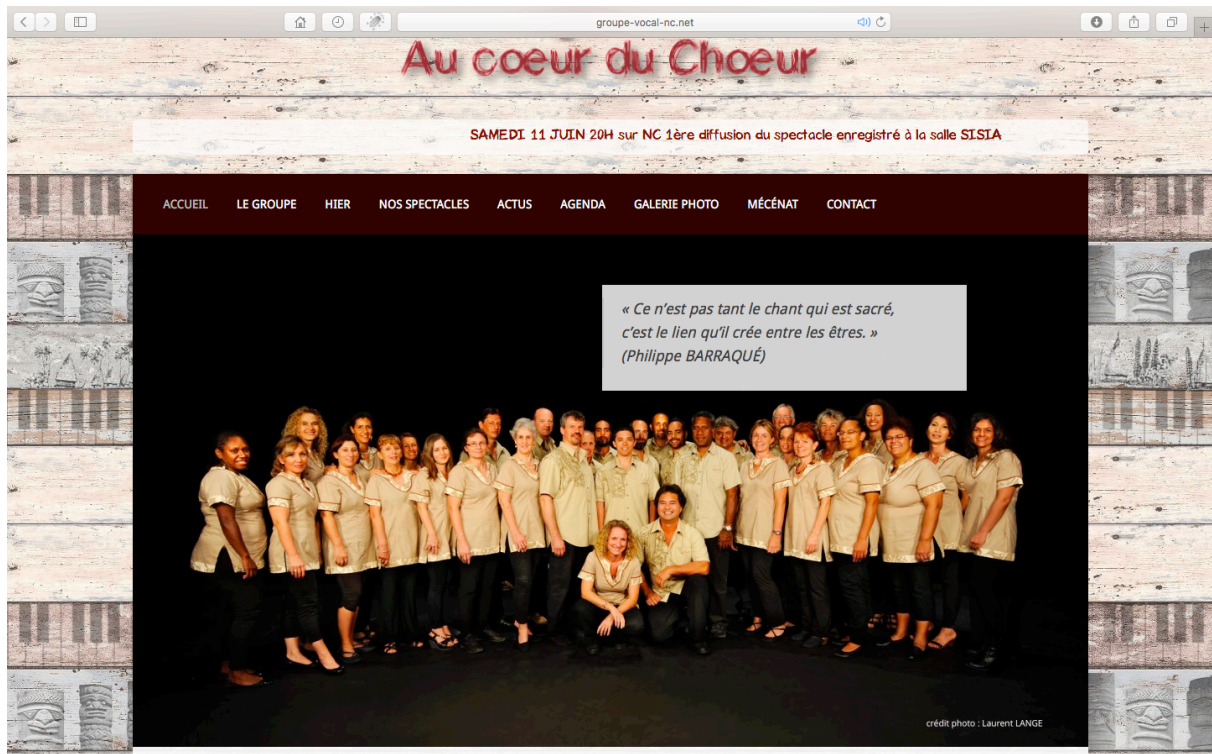 groupe-vocal-nc.net
Au coeur du Choeur
SAMEDI 11 JUIN 20H sur NC 1ère diffusion du spectacle enregistré à la salle SISIA
ACCUEIL LE GROUPE HIER NOS SPECTACLES ACTUS AGENDA GALERIE PHOTO MÉCÉNAT CONTACT
« Ce n’est pas tant le chant qui est sacré,
c’est le lien qu’il crée entre les êtres. »
(Philippe BARRAQUÉ)
crédit photo : Laurent LANGE